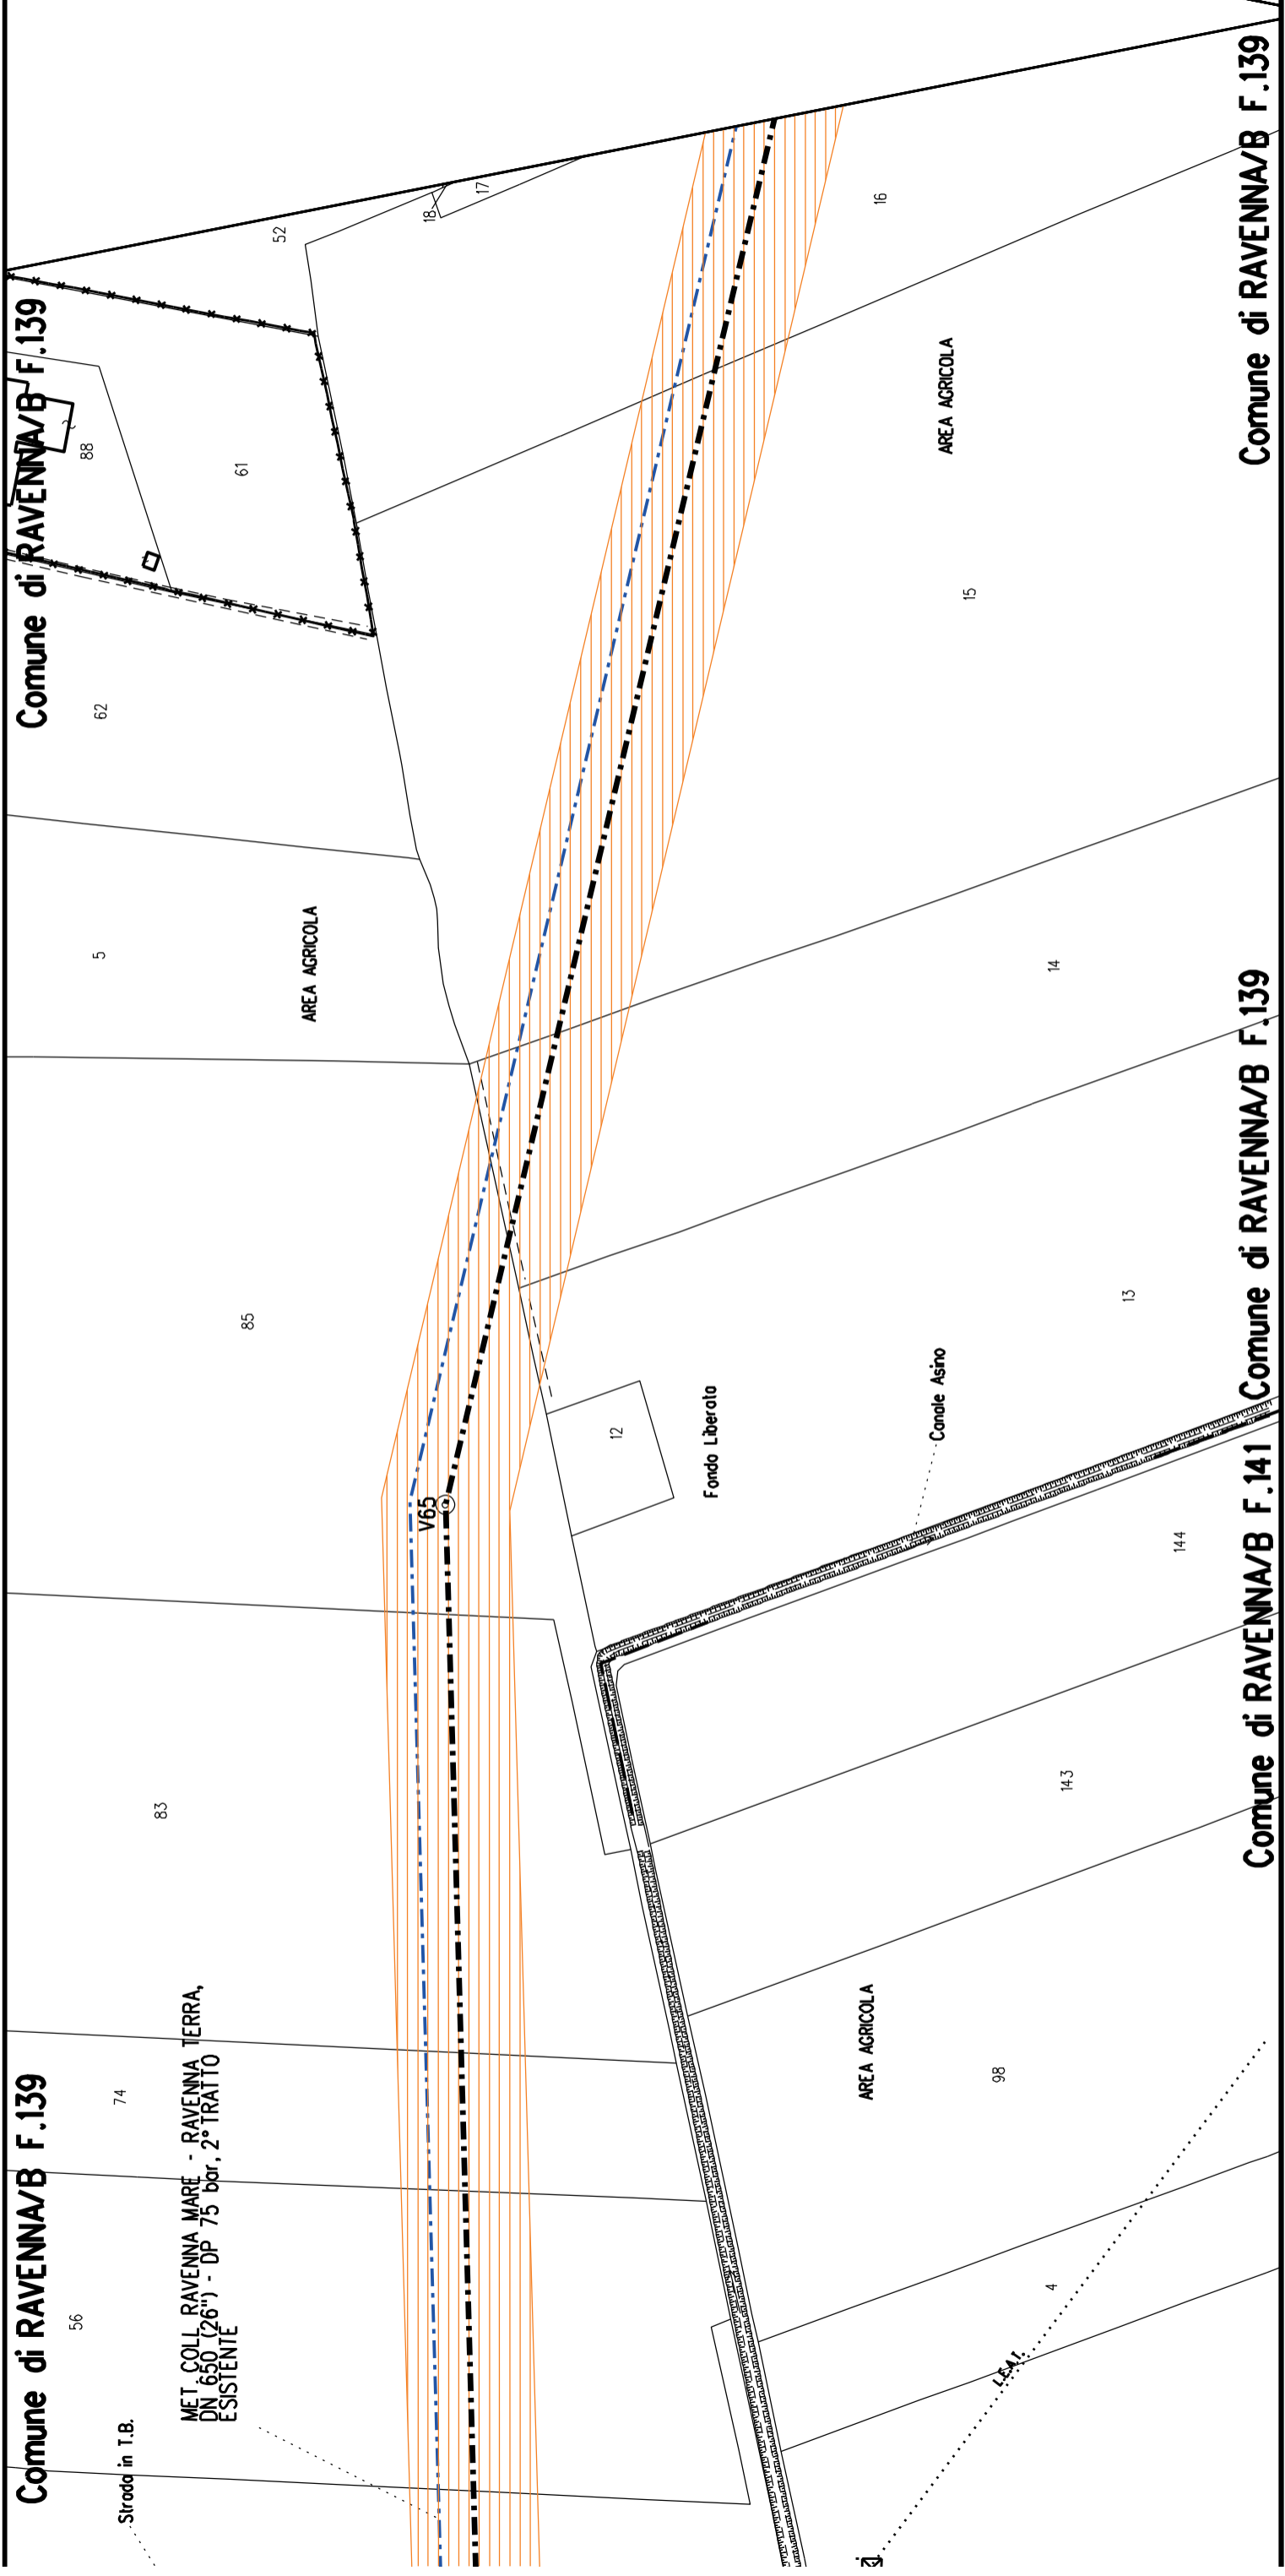 Comune di RAVENNA/B F.139
Strada in T.B.
56
74
MET. COLL. RAVENNA MARE - RAVENNA TERRA,
DN 650 (26") - DP 75 bar, 2° TRATTO
ESISTENTE
83
85
V65
5
AREA AGRICOLA
62
Comune di RAVENNA/B F.139
88
61
52
18
17
16
AREA AGRICOLA
15
14
13
12
Fondo Liberata
Canale Asino
144
143
AREA AGRICOLA
98
4
I.E.A.T.
Comune di RAVENNA/B F.141
Comune di RAVENNA/B F.139
Comune di RAVENNA/B F.139